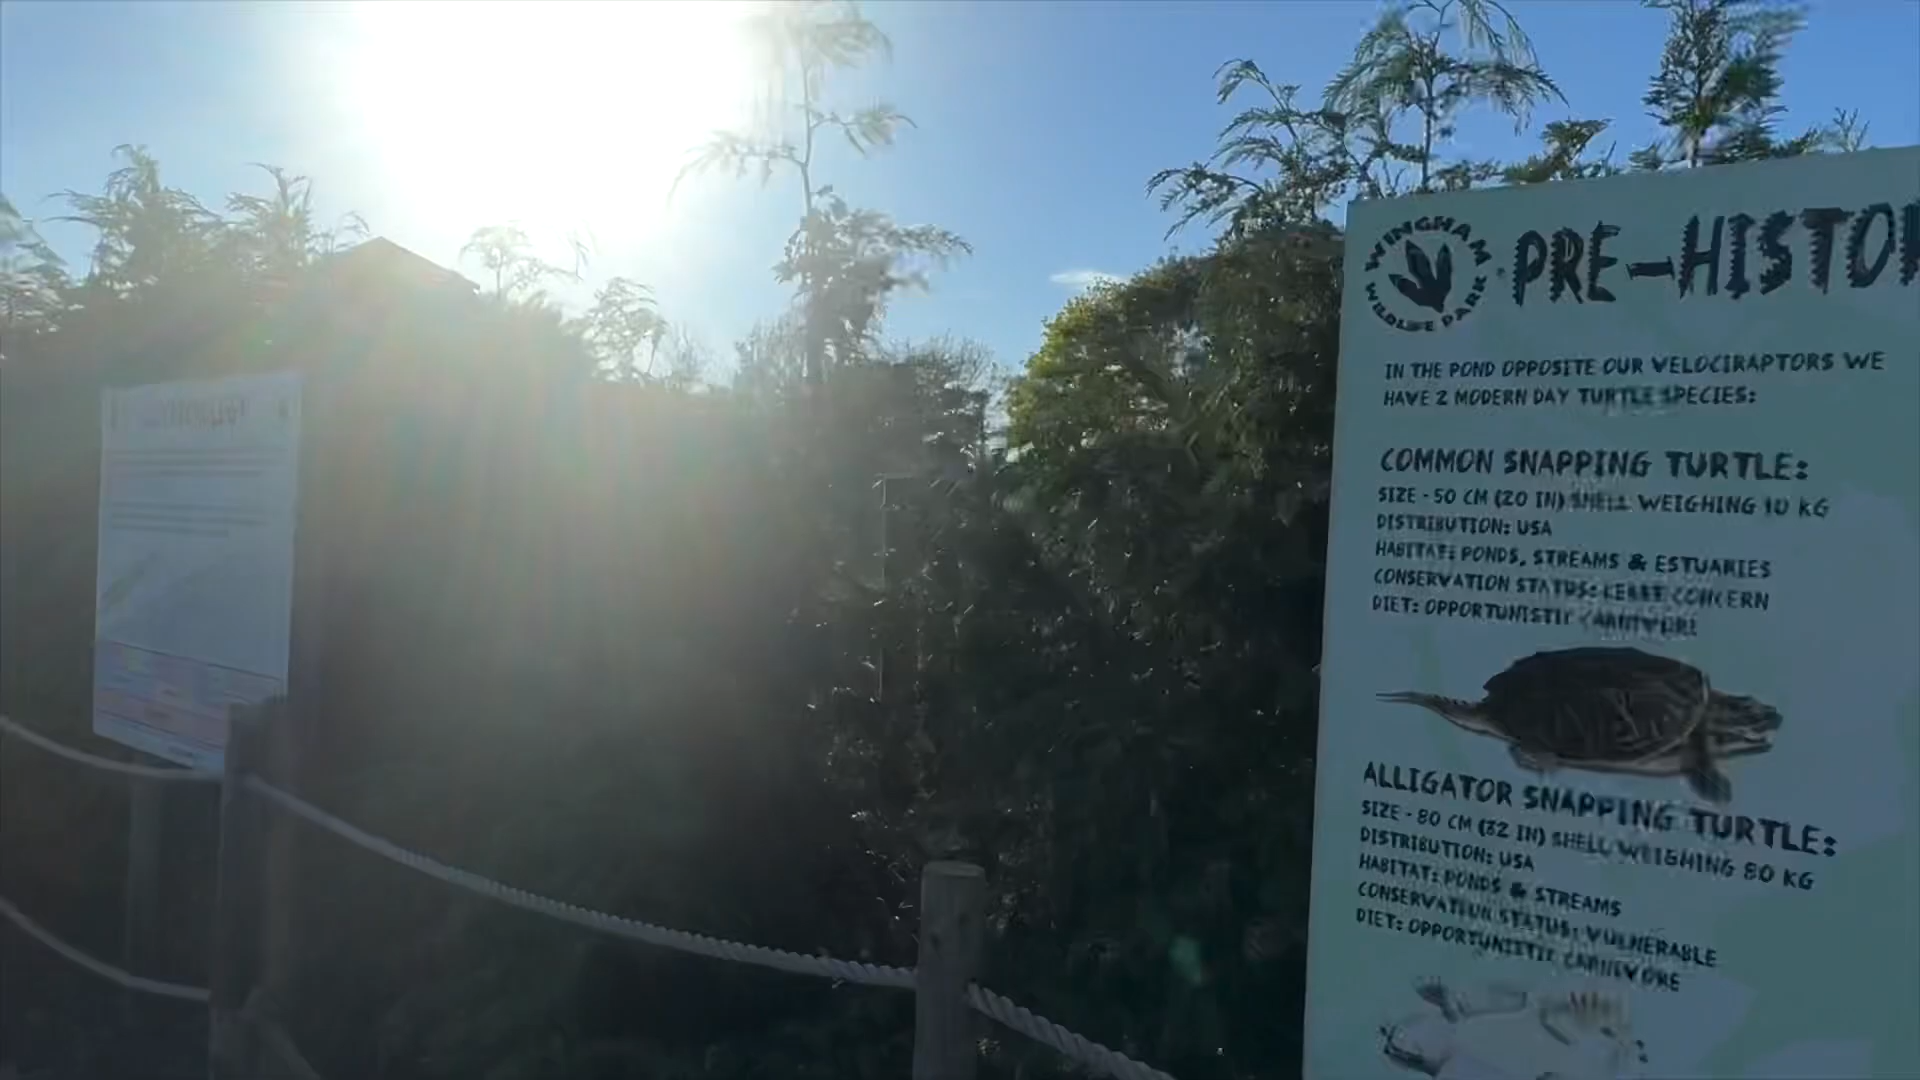 WINGHAM WILDLIFE PARK
PRE-HISTOR
IN THE POND OPPOSITE OUR VELOCIRAPTORS WE
HAVE 2 MODERN DAY TURTLE SPECIES:
COMMON SNAPPING TURTLE:
SIZE - 50 CM (20 IN) SHELL WEIGHING 10 KG
DISTRIBUTION: USA
HABITAT: PONDS, STREAMS & ESTUARIES
CONSERVATION STATUS: LEAST CONCERN
DIET: OPPORTUNISTIC CARNIVORE
ALLIGATOR SNAPPING TURTLE:
SIZE - 80 CM (32 IN) SHELL WEIGHING 80 KG
DISTRIBUTION: USA
HABITAT: PONDS & STREAMS
CONSERVATION STATUS: VULNERABLE
DIET: OPPORTUNISTIC CARNIVORE